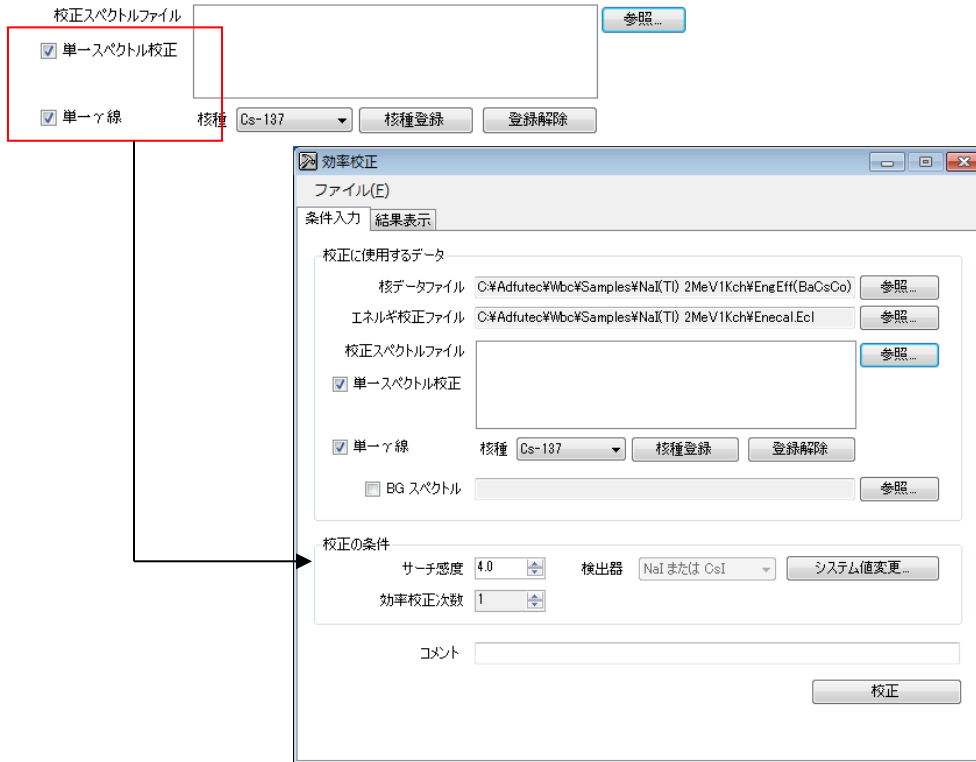 校正スペクトルファイル 参照...
単一スペクトル校正
単一γ線 核種 Cs-137 核種登録 登録解除
効率校正
ファイル(F)
条件入力 結果表示
校正に使用するデータ
核データファイル C:¥Adfutec¥Wbc¥Samples¥NaI(Tl) 2MeV1Kch¥EngEff(BaCsCo) 参照...
エネルギ校正ファイル C:¥Adfutec¥Wbc¥Samples¥NaI(Tl) 2MeV1Kch¥Enecal.Ecl 参照...
校正スペクトルファイル 参照...
単一スペクトル校正
単一γ線 核種 Cs-137 核種登録 登録解除
BG スペクトル 参照...
校正の条件
サーチ感度 4.0 検出器 NaI または CsI システム値変更...
効率校正次数 1
コメント
校正